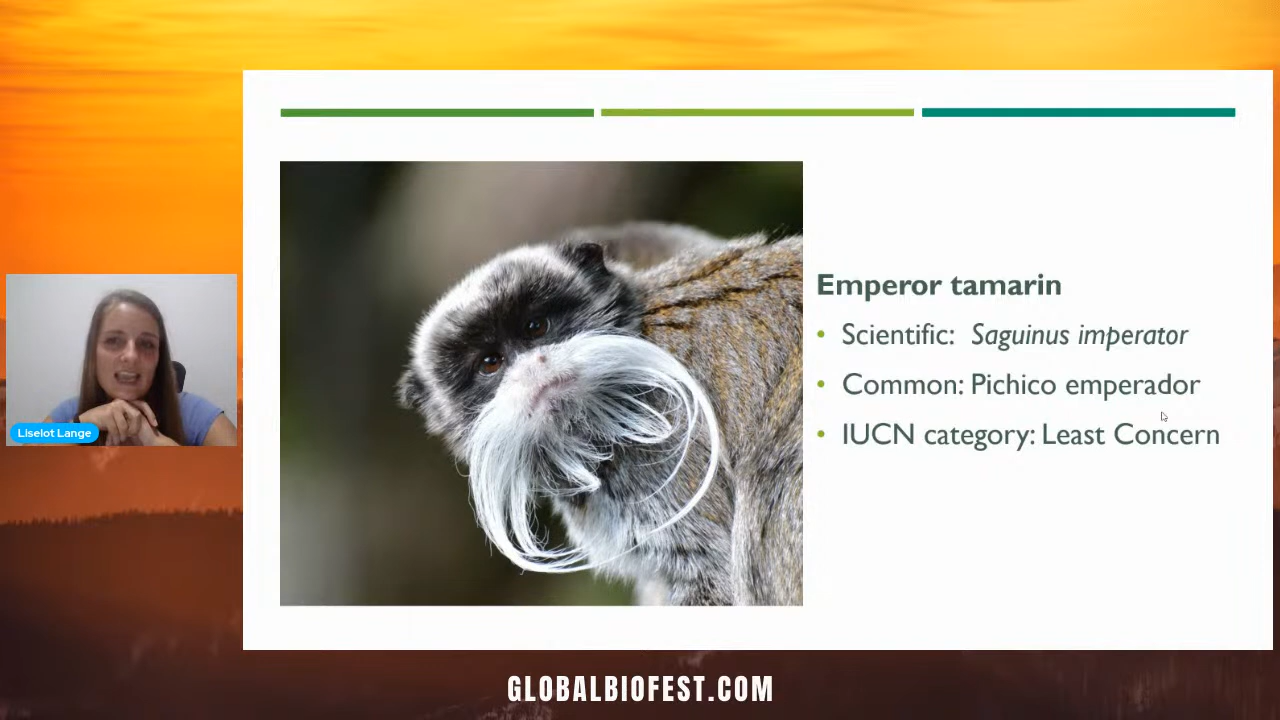 Emperor tamarin
• Scientific: Saguinus imperator
• Common: Pichico emperador
• IUCN category: Least Concern
Liselot Lange
GLOBALBIOFEST.COM